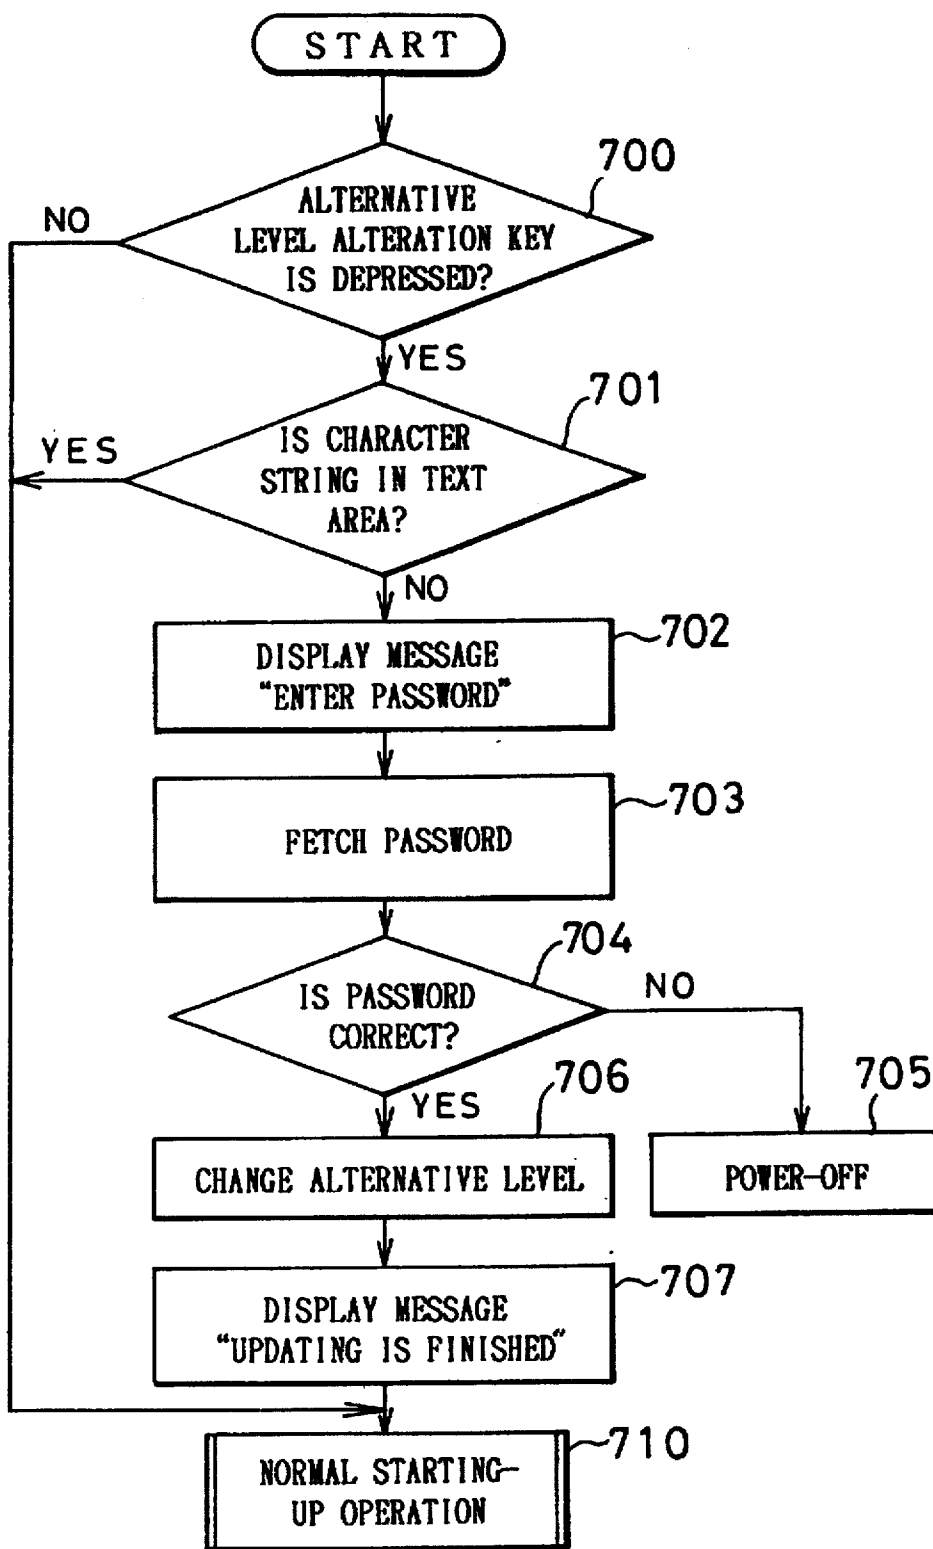 START
700
ALTERNATIVE
LEVEL ALTERATION KEY
IS DEPRESSED?
NO
YES
701
IS CHARACTER
STRING IN TEXT
AREA?
YES
NO
702
DISPLAY MESSAGE
“ENTER PASSWORD”
703
FETCH PASSWORD
704
IS PASSWORD
CORRECT?
NO
YES
706
705
CHANGE ALTERNATIVE LEVEL
POWER-OFF
707
DISPLAY MESSAGE
“UPDATING IS FINISHED”
710
NORMAL STARTING-
UP OPERATION